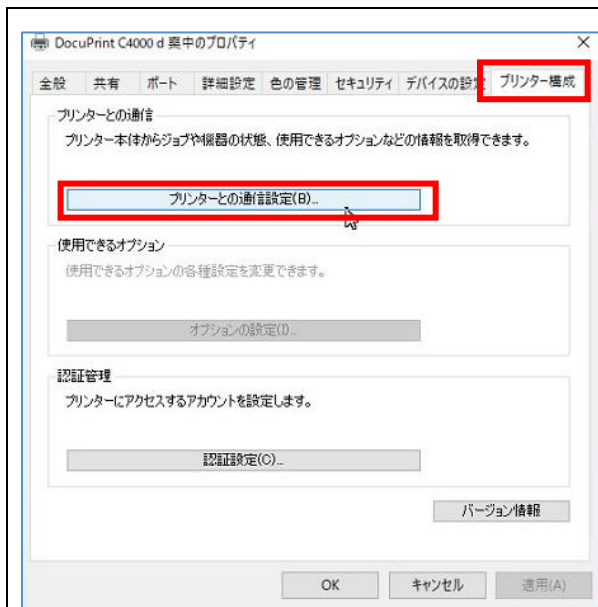 DocuPrint C4000 d 喪中のプロパティ
全般 共有 ポート 詳細設定 色の管理 セキュリティ デバイスの設定 プリンター構成
プリンターとの通信
プリンター本体からジョブや機器の状態、使用できるオプションなどの情報を取得できます。
プリンターとの通信設定(B)...
使用できるオプション
使用できるオプションの各種設定を変更できます。
オプションの設定(I)...
認証管理
プリンターにアクセスするアカウントを設定します。
認証設定(C)...
バージョン情報
OK キャンセル 適用(A)